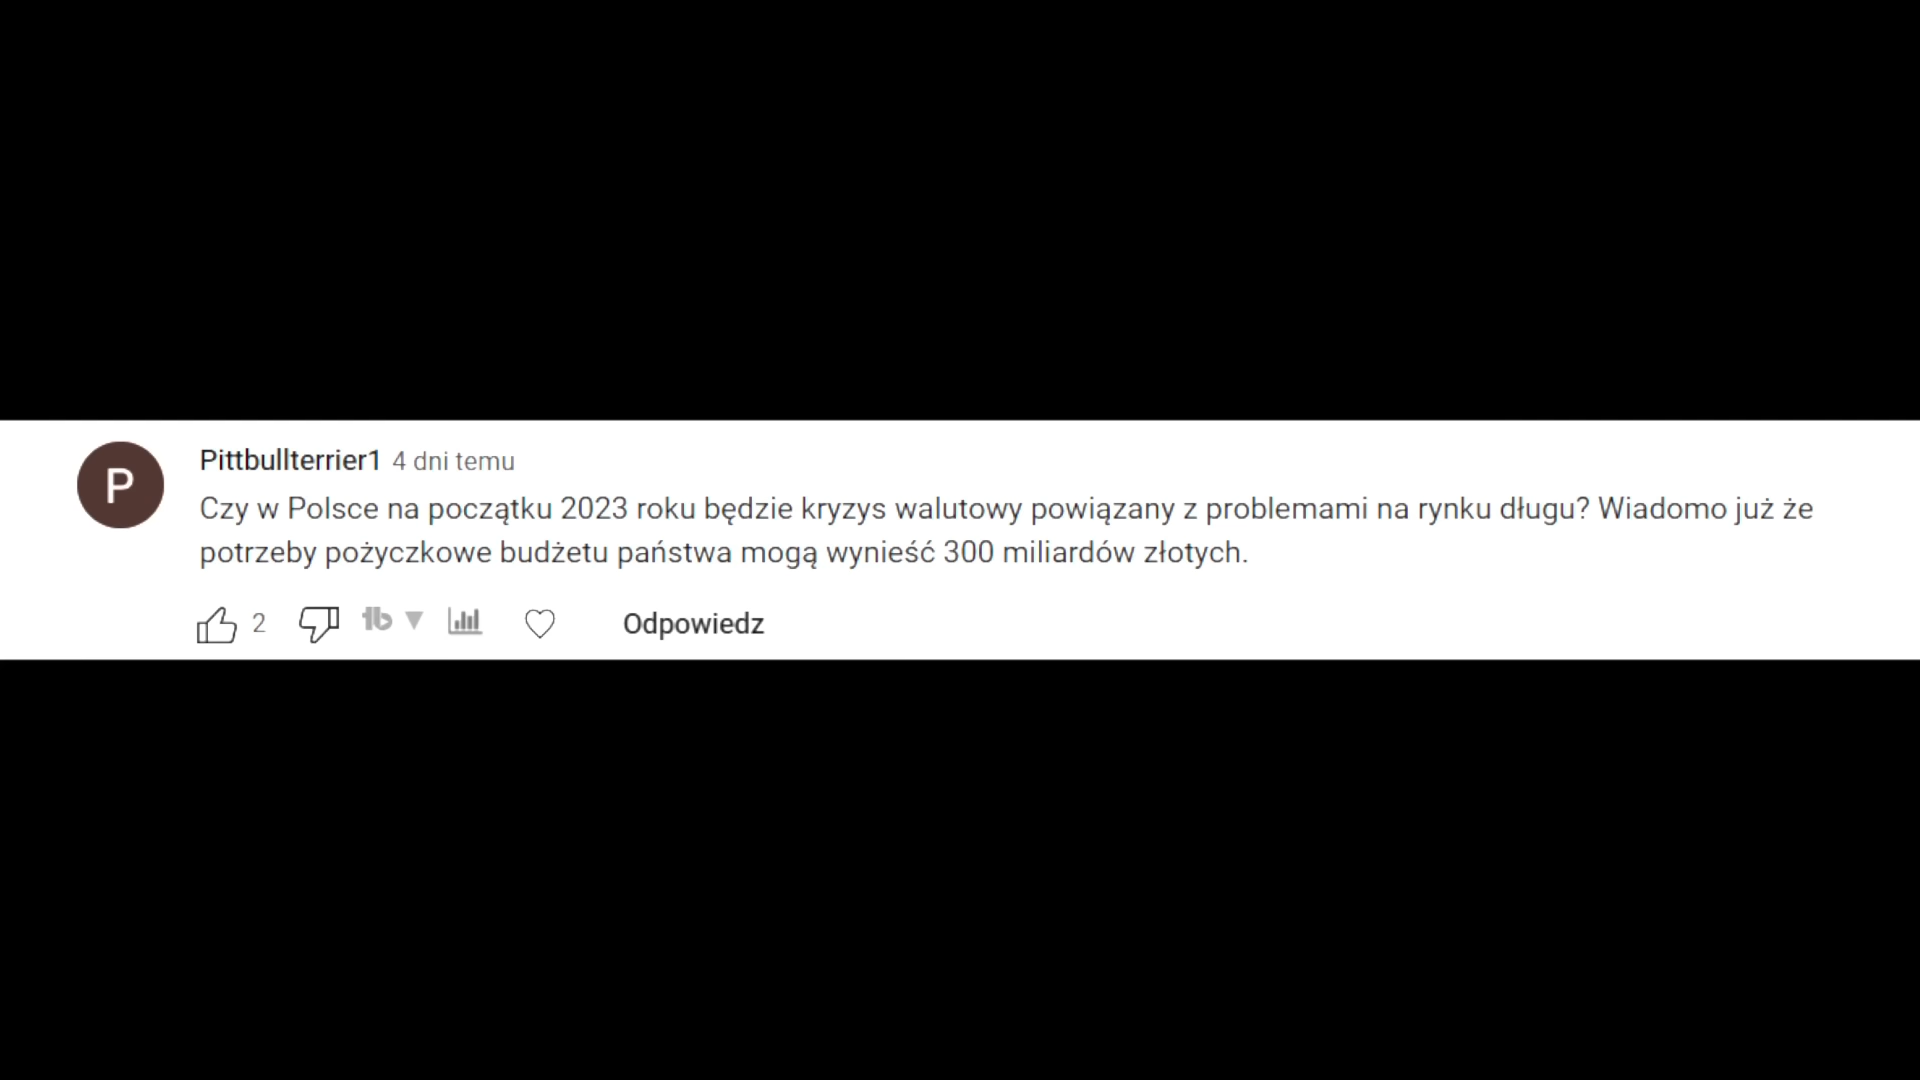 P
Pittbullterrier1 4 dni temu
Czy w Polsce na początku 2023 roku będzie kryzys walutowy powiązany z problemami na rynku długu? Wiadomo już że
potrzeby pożyczkowe budżetu państwa mogą wynieść 300 miliardów złotych.
2 tb Odpowiedz